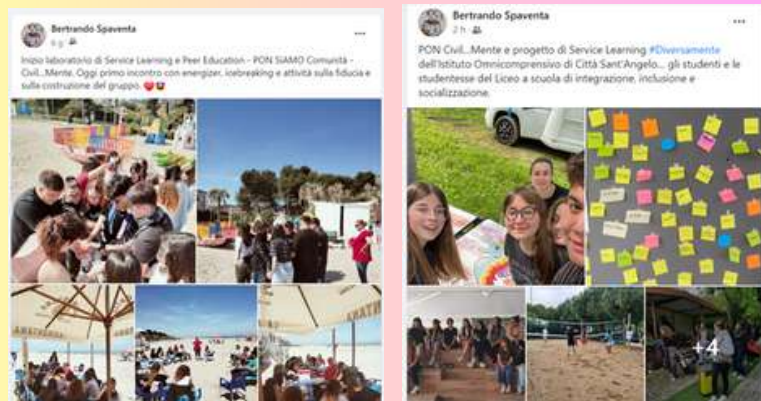 Bertrando Spaventa
6 g
Inizio laboratorio di Service Learning e Peer Education - PON SIAMO Comunità -
Civil...Mente. Oggi primo incontro con energizer, icebreaking e attività sulla fiducia e
sulla costruzione del gruppo.
Bertrando Spaventa
2 h
PON Civil...Mente e progetto di Service Learning #Diversamente
dell'Istituto Omnicomprensivo di Città Sant'Angelo... gli studenti e le
studentesse del Liceo a scuola di integrazione, inclusione e
socializzazione.
+4